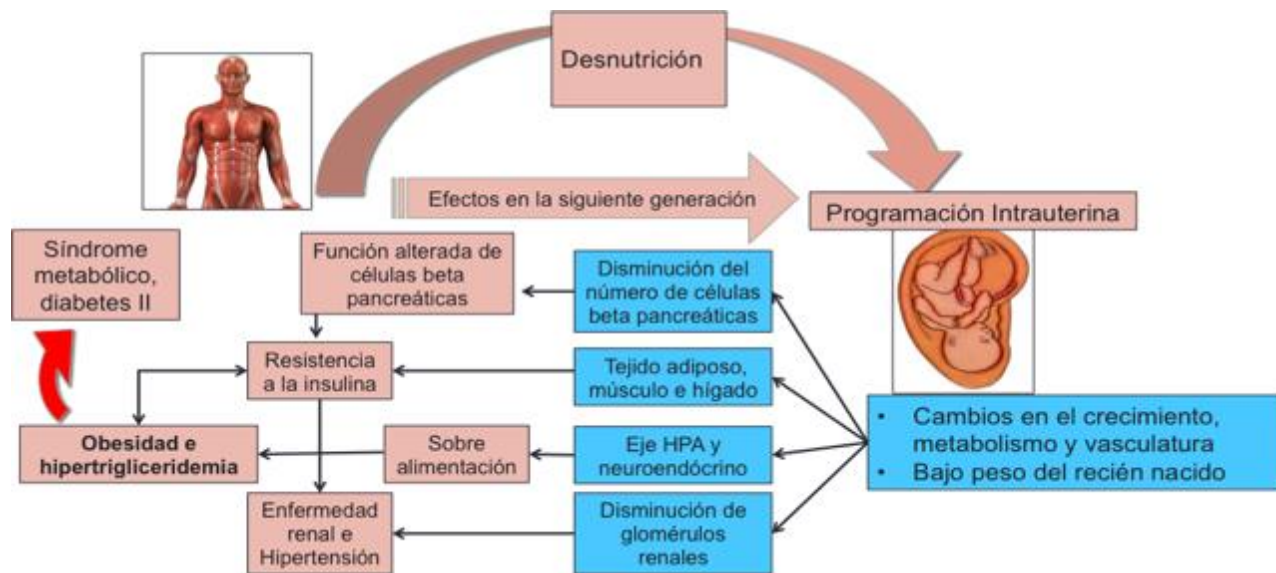 Desnutrición
Efectos en la siguiente generación
Programación Intrauterina
Síndrome
metabólico,
diabetes II
Función alterada de
células beta
pancreáticas
Disminución del
número de células
beta pancreáticas
Resistencia
a la insulina
Tejido adiposo,
músculo e hígado
• Cambios en el crecimiento,
metabolismo y vasculatura
• Bajo peso del recién nacido
Obesidad e
hipertrigliceridemia
Sobre
alimentación
Eje HPA y
neuroendócrino
Enfermedad
renal e
Hipertensión
Disminución de
glomérulos
renales